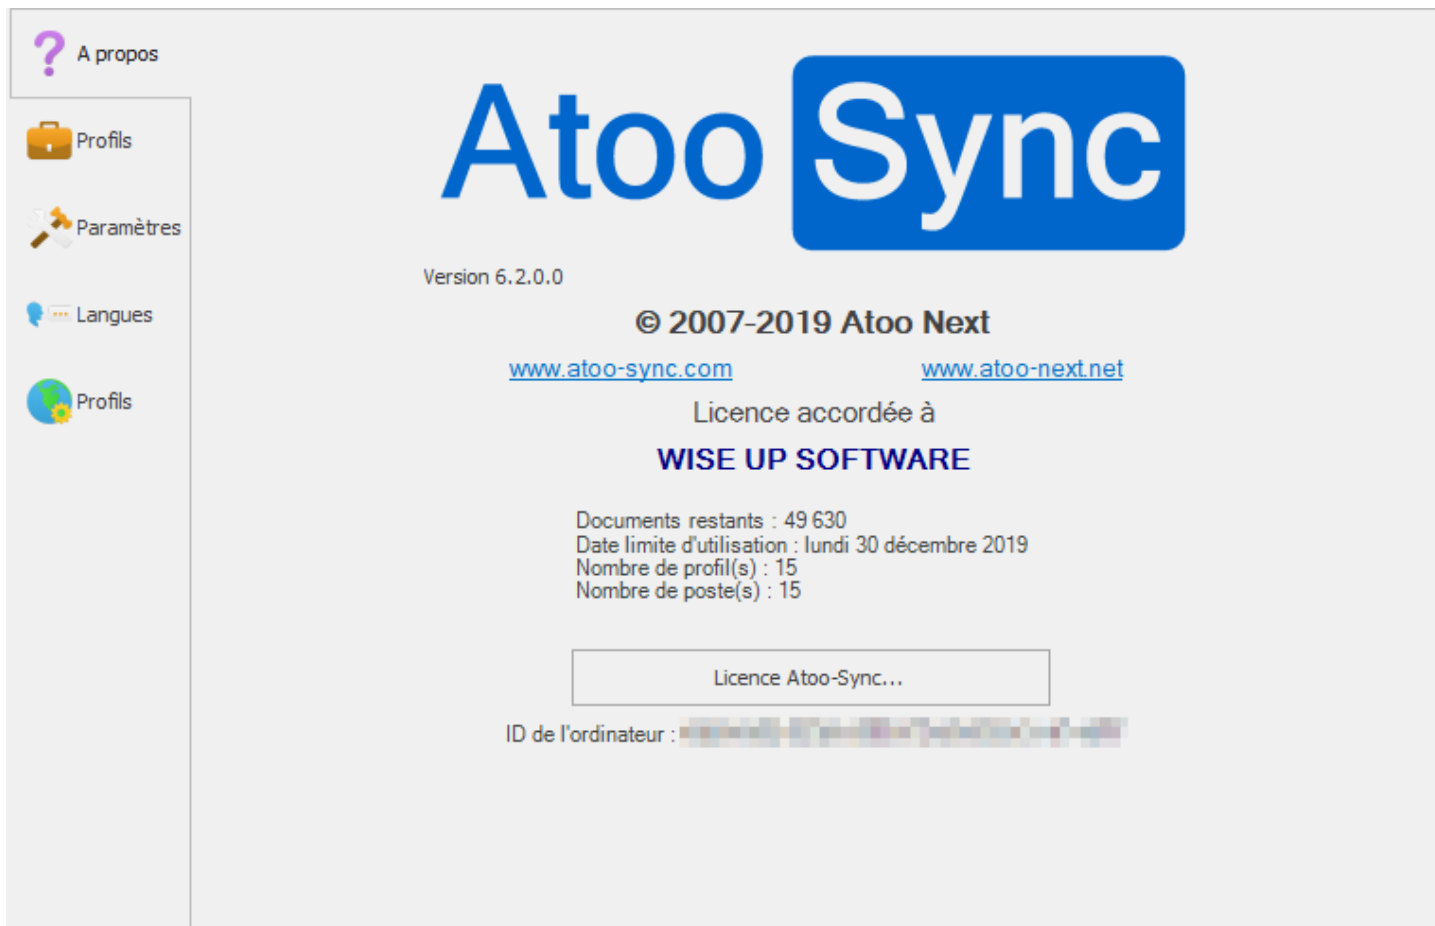 A propos
Profils
Paramètres
Langues
Profils
Atoo Sync
Version 6.2.0.0
© 2007-2019 Atoo Next
www.atoo-sync.com www.atoo-next.net
Licence accordée à
WISE UP SOFTWARE
Documents restants : 49 630
Date limite d'utilisation : lundi 30 décembre 2019
Nombre de profil(s) : 15
Nombre de poste(s) : 15
Licence Atoo-Sync...
ID de l'ordinateur :